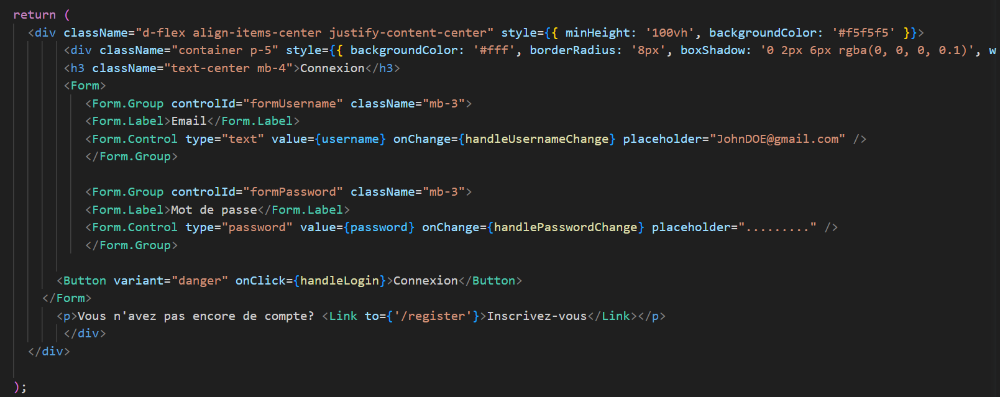 return (
<div className="d-flex align-items-center justify-content-center" style={{ minHeight: '100vh', backgroundColor: '#f5f5f5' }}>
<div className="container p-5" style={{ backgroundColor: '#fff', borderRadius: '8px', boxShadow: '0 2px 6px rgba(0, 0, 0, 0.1)', w
<h3 className="text-center mb-4">Connexion</h3>
<Form>
<Form.Group controlId="formUsername" className="mb-3">
<Form.Label>Email</Form.Label>
<Form.Control type="text" value={username} onChange={handleUsernameChange} placeholder="JohnDOE@gmail.com" />
</Form.Group>
<Form.Group controlId="formPassword" className="mb-3">
<Form.Label>Mot de passe</Form.Label>
<Form.Control type="password" value={password} onChange={handlePasswordChange} placeholder="........." />
</Form.Group>
<Button variant="danger" onClick={handleLogin}>Connexion</Button>
</Form>
<p>Vous n'avez pas encore de compte? <Link to={'/register'}>Inscrivez-vous</Link></p>
</div>
</div>
);